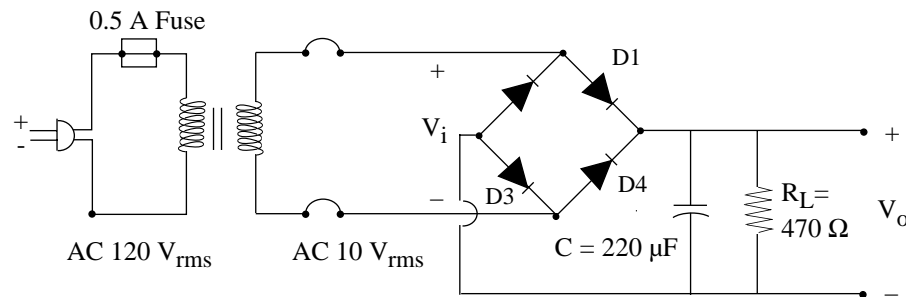 0.5 A Fuse
D1
+
+
-
V_i
+
D3
D4
R_L=
470 Ω
V_o
−
AC 120 V_rms
AC 10 V_rms
C = 220 µF
−